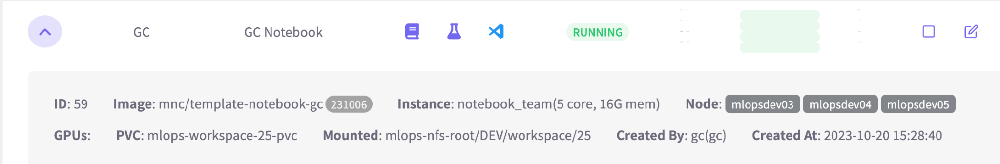 GC GC Notebook RUNNING
ID: 59 Image: mnc/template-notebook-gc 231006 Instance: notebook_team(5 core, 16G mem) Node: mlopsdev03 mlopsdev04 mlopsdev05
GPUs: PVC: mlops-workspace-25-pvc Mounted: mlops-nfs-root/DEV/workspace/25 Created By: gc(gc) Created At: 2023-10-20 15:28:40